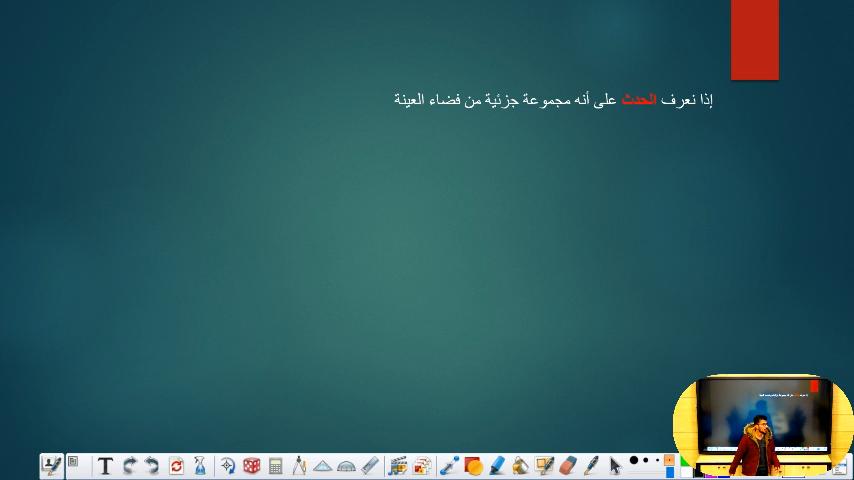 إذا نعرف الحدث على أنه مجموعة جزئية من فضاء العينة